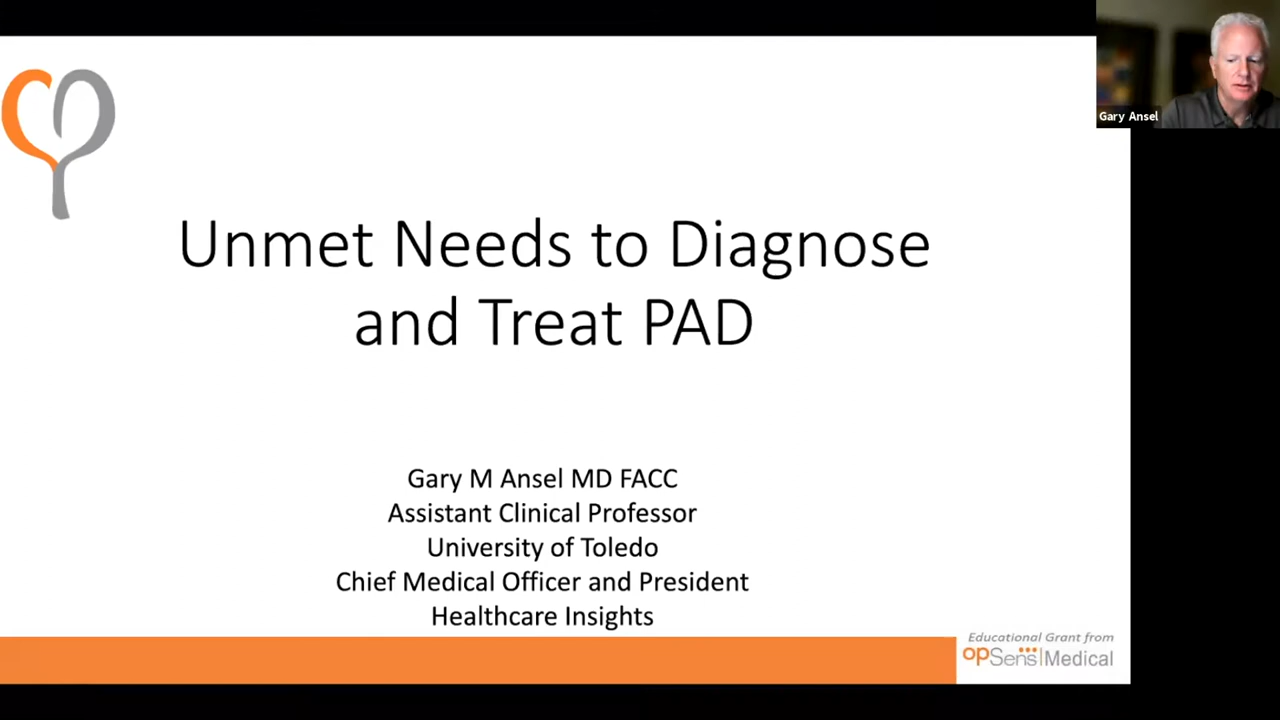 Gary Ansel
Unmet Needs to Diagnose
and Treat PAD
Gary M Ansel MD FACC
Assistant Clinical Professor
University of Toledo
Chief Medical Officer and President
Healthcare Insights
Educational Grant from
opSens|Medical